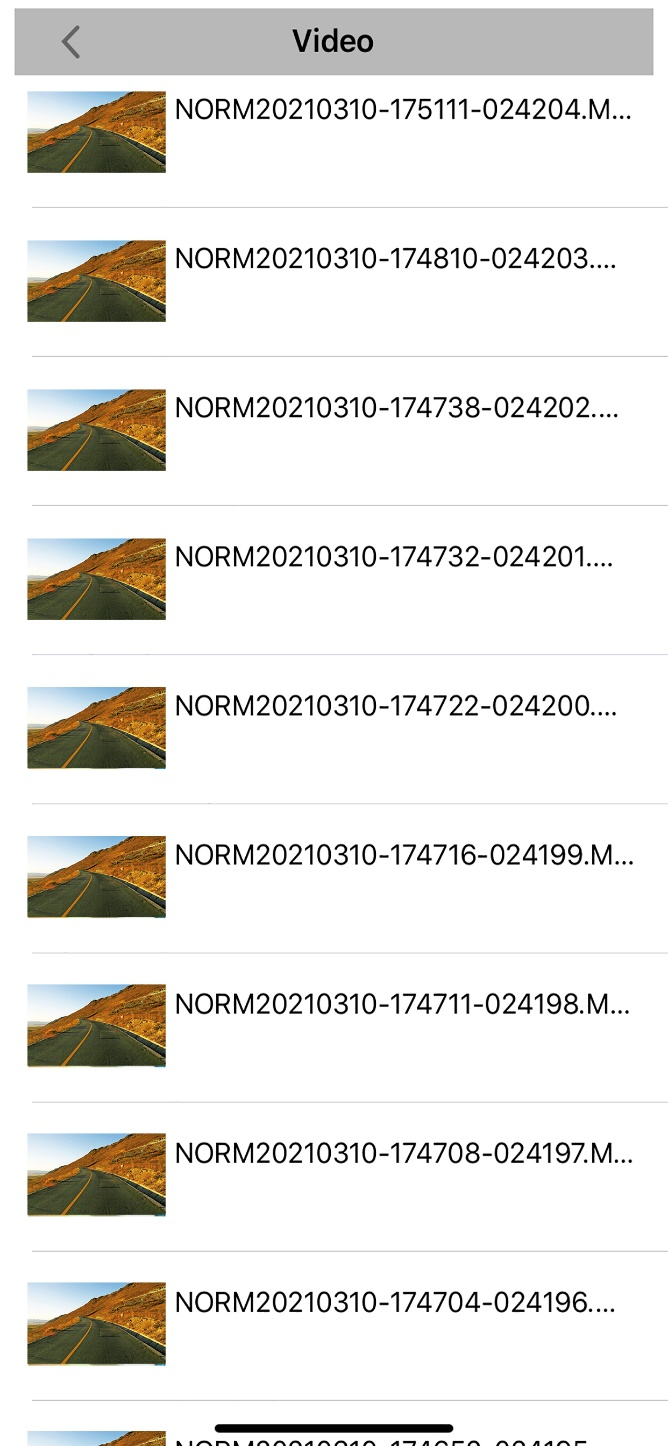 Video
NORM20210310-175111-024204.M...
NORM20210310-174810-024203....
NORM20210310-174738-024202....
NORM20210310-174732-024201....
NORM20210310-174722-024200....
NORM20210310-174716-024199.M...
NORM20210310-174711-024198.M...
NORM20210310-174708-024197.M...
NORM20210310-174704-024196....